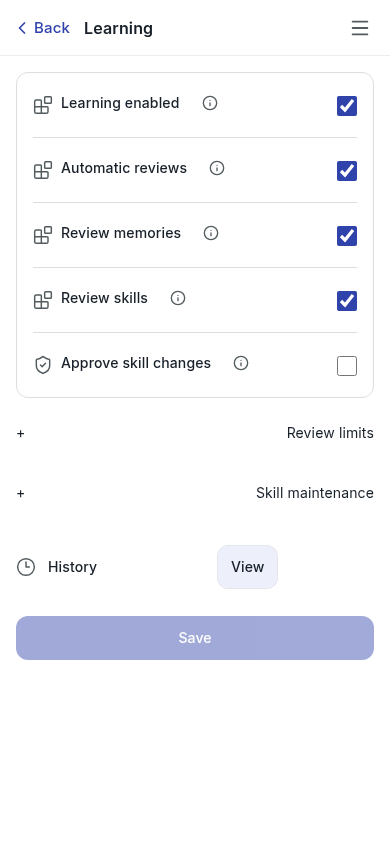 Back Learning
Learning enabled
Automatic reviews
Review memories
Review skills
Approve skill changes
+ Review limits
+ Skill maintenance
History View
Save